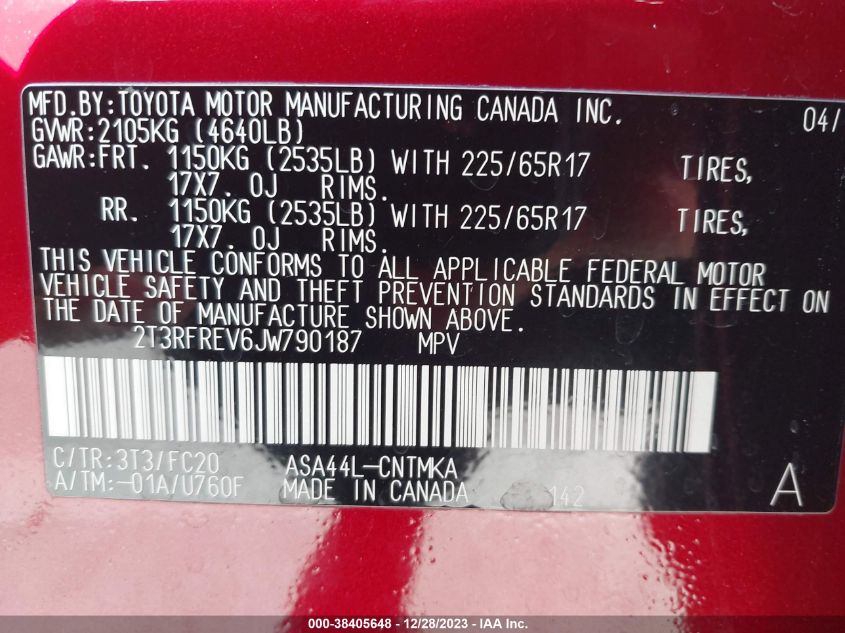 MFD.BY:TOYOTA MOTOR MANUFACTURING CANADA INC. 04/
GVWR:2105KG (4640LB)
GAWR:FRT. 1150KG (2535LB) WITH 225/65R17 TIRES,
17X7. 0J RIMS.
RR. 1150KG (2535LB) WITH 225/65R17 TIRES,
17X7. 0J RIMS.
THIS VEHICLE CONFORMS TO ALL APPLICABLE FEDERAL MOTOR
VEHICLE SAFETY AND THEFT PREVENTION STANDARDS IN EFFECT ON
THE DATE OF MANUFACTURE SHOWN ABOVE.
2T3RFREV6JW790187 MPV
C/TR:3T3/FC20 ASA44L-CNTMKA
A/TM:-01A/U760F MADE IN CANADA 142 A
000-38405648 - 12/28/2023 - IAA Inc.